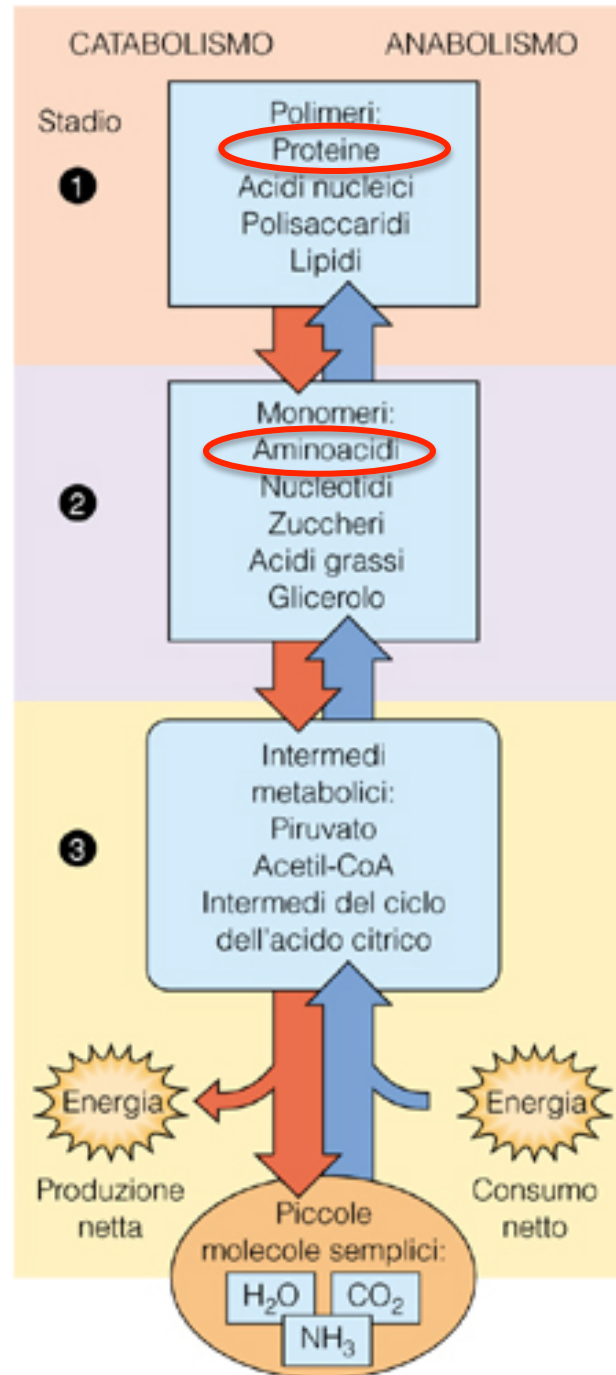 CATABOLISMO ANABOLISMO
Stadio
1
Polimeri:
Proteine
Acidi nucleici
Polisaccaridi
Lipidi
2
Monomeri:
Aminoacidi
Nucleotidi
Zuccheri
Acidi grassi
Glicerolo
3
Intermedi
metabolici:
Piruvato
Acetil-CoA
Intermedi del ciclo
dell'acido citrico
Energia
Produzione
netta
Energia
Consumo
netto
Piccole
molecole semplici:
H₂O CO₂
NH₃